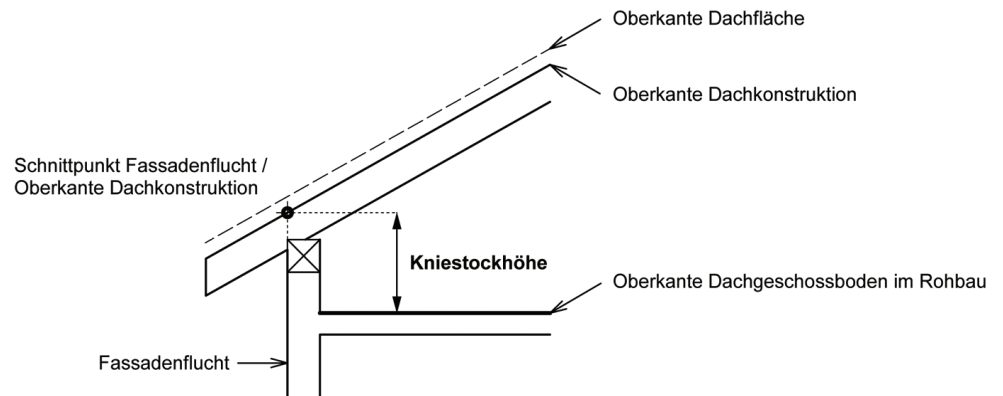 Oberkante Dachfläche
Oberkante Dachkonstruktion
Schnittpunkt Fassadenflucht /
Oberkante Dachkonstruktion
Kniestockhöhe
Oberkante Dachgeschossboden im Rohbau
Fassadenflucht